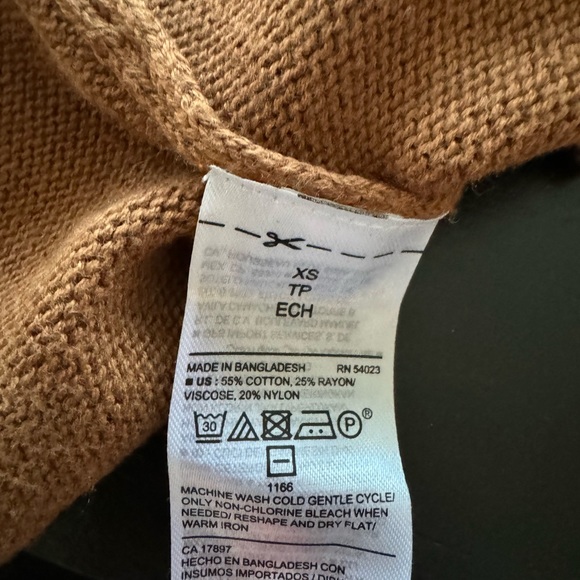 XS
TP
ECH
MADE IN BANGLADESH RN 54023
■ US : 55% COTTON, 25% RAYON/
VISCOSE, 20% NYLON
30 P ®
1166
MACHINE WASH COLD GENTLE CYCLE/
ONLY NON-CHLORINE BLEACH WHEN
NEEDED/ RESHAPE AND DRY FLAT/
WARM IRON
CA 17897
HECHO EN BANGLADESH CON
INSUMOS IMPORTADOS /